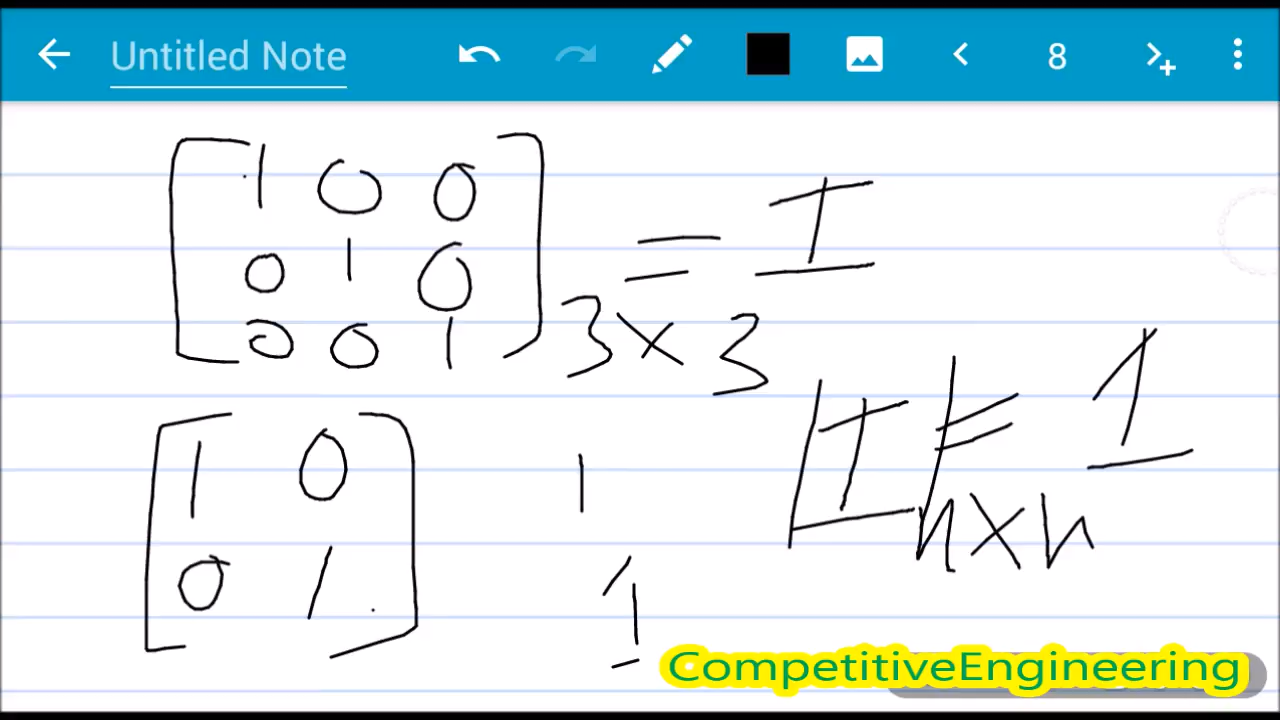 Untitled Note 8
[1 0 0
0 1 0 = I
0 0 1] 3 × 3
|I| n×n = 1
[1 0 1
0 1] 1
CompetitiveEngineering